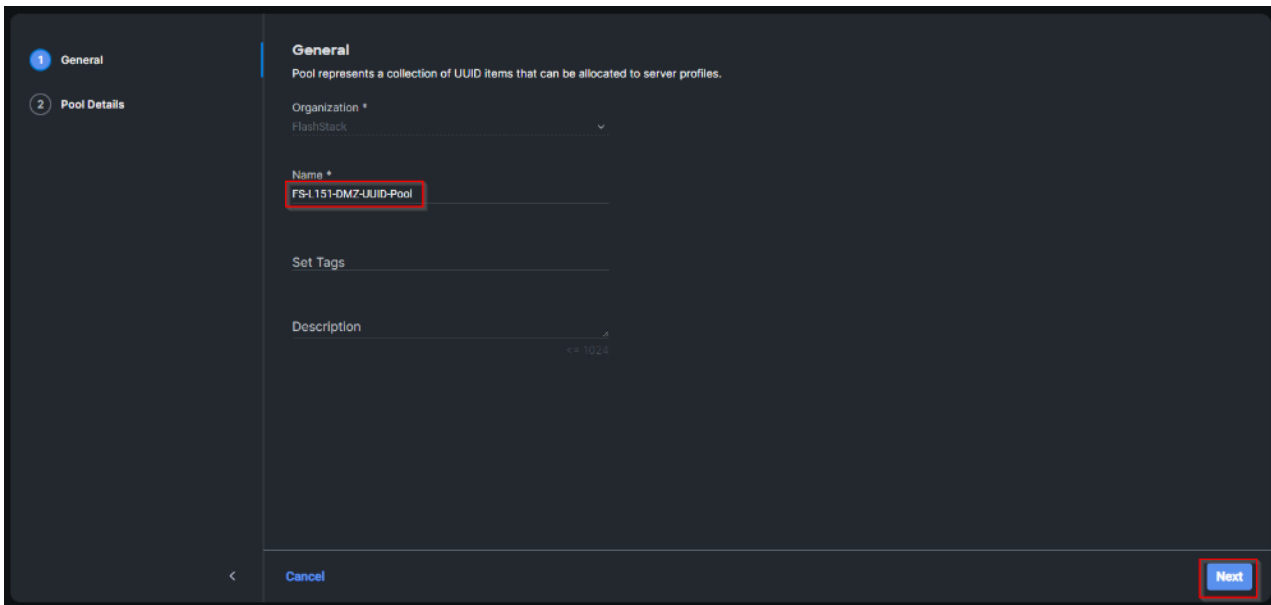 1 General
2 Pool Details
General
Pool represents a collection of UUID items that can be allocated to server profiles.
Organization *
FlashStack
Name *
FS-L151-DMZ-UUID-Pool
Set Tags
Description
<= 1024
Cancel
Next